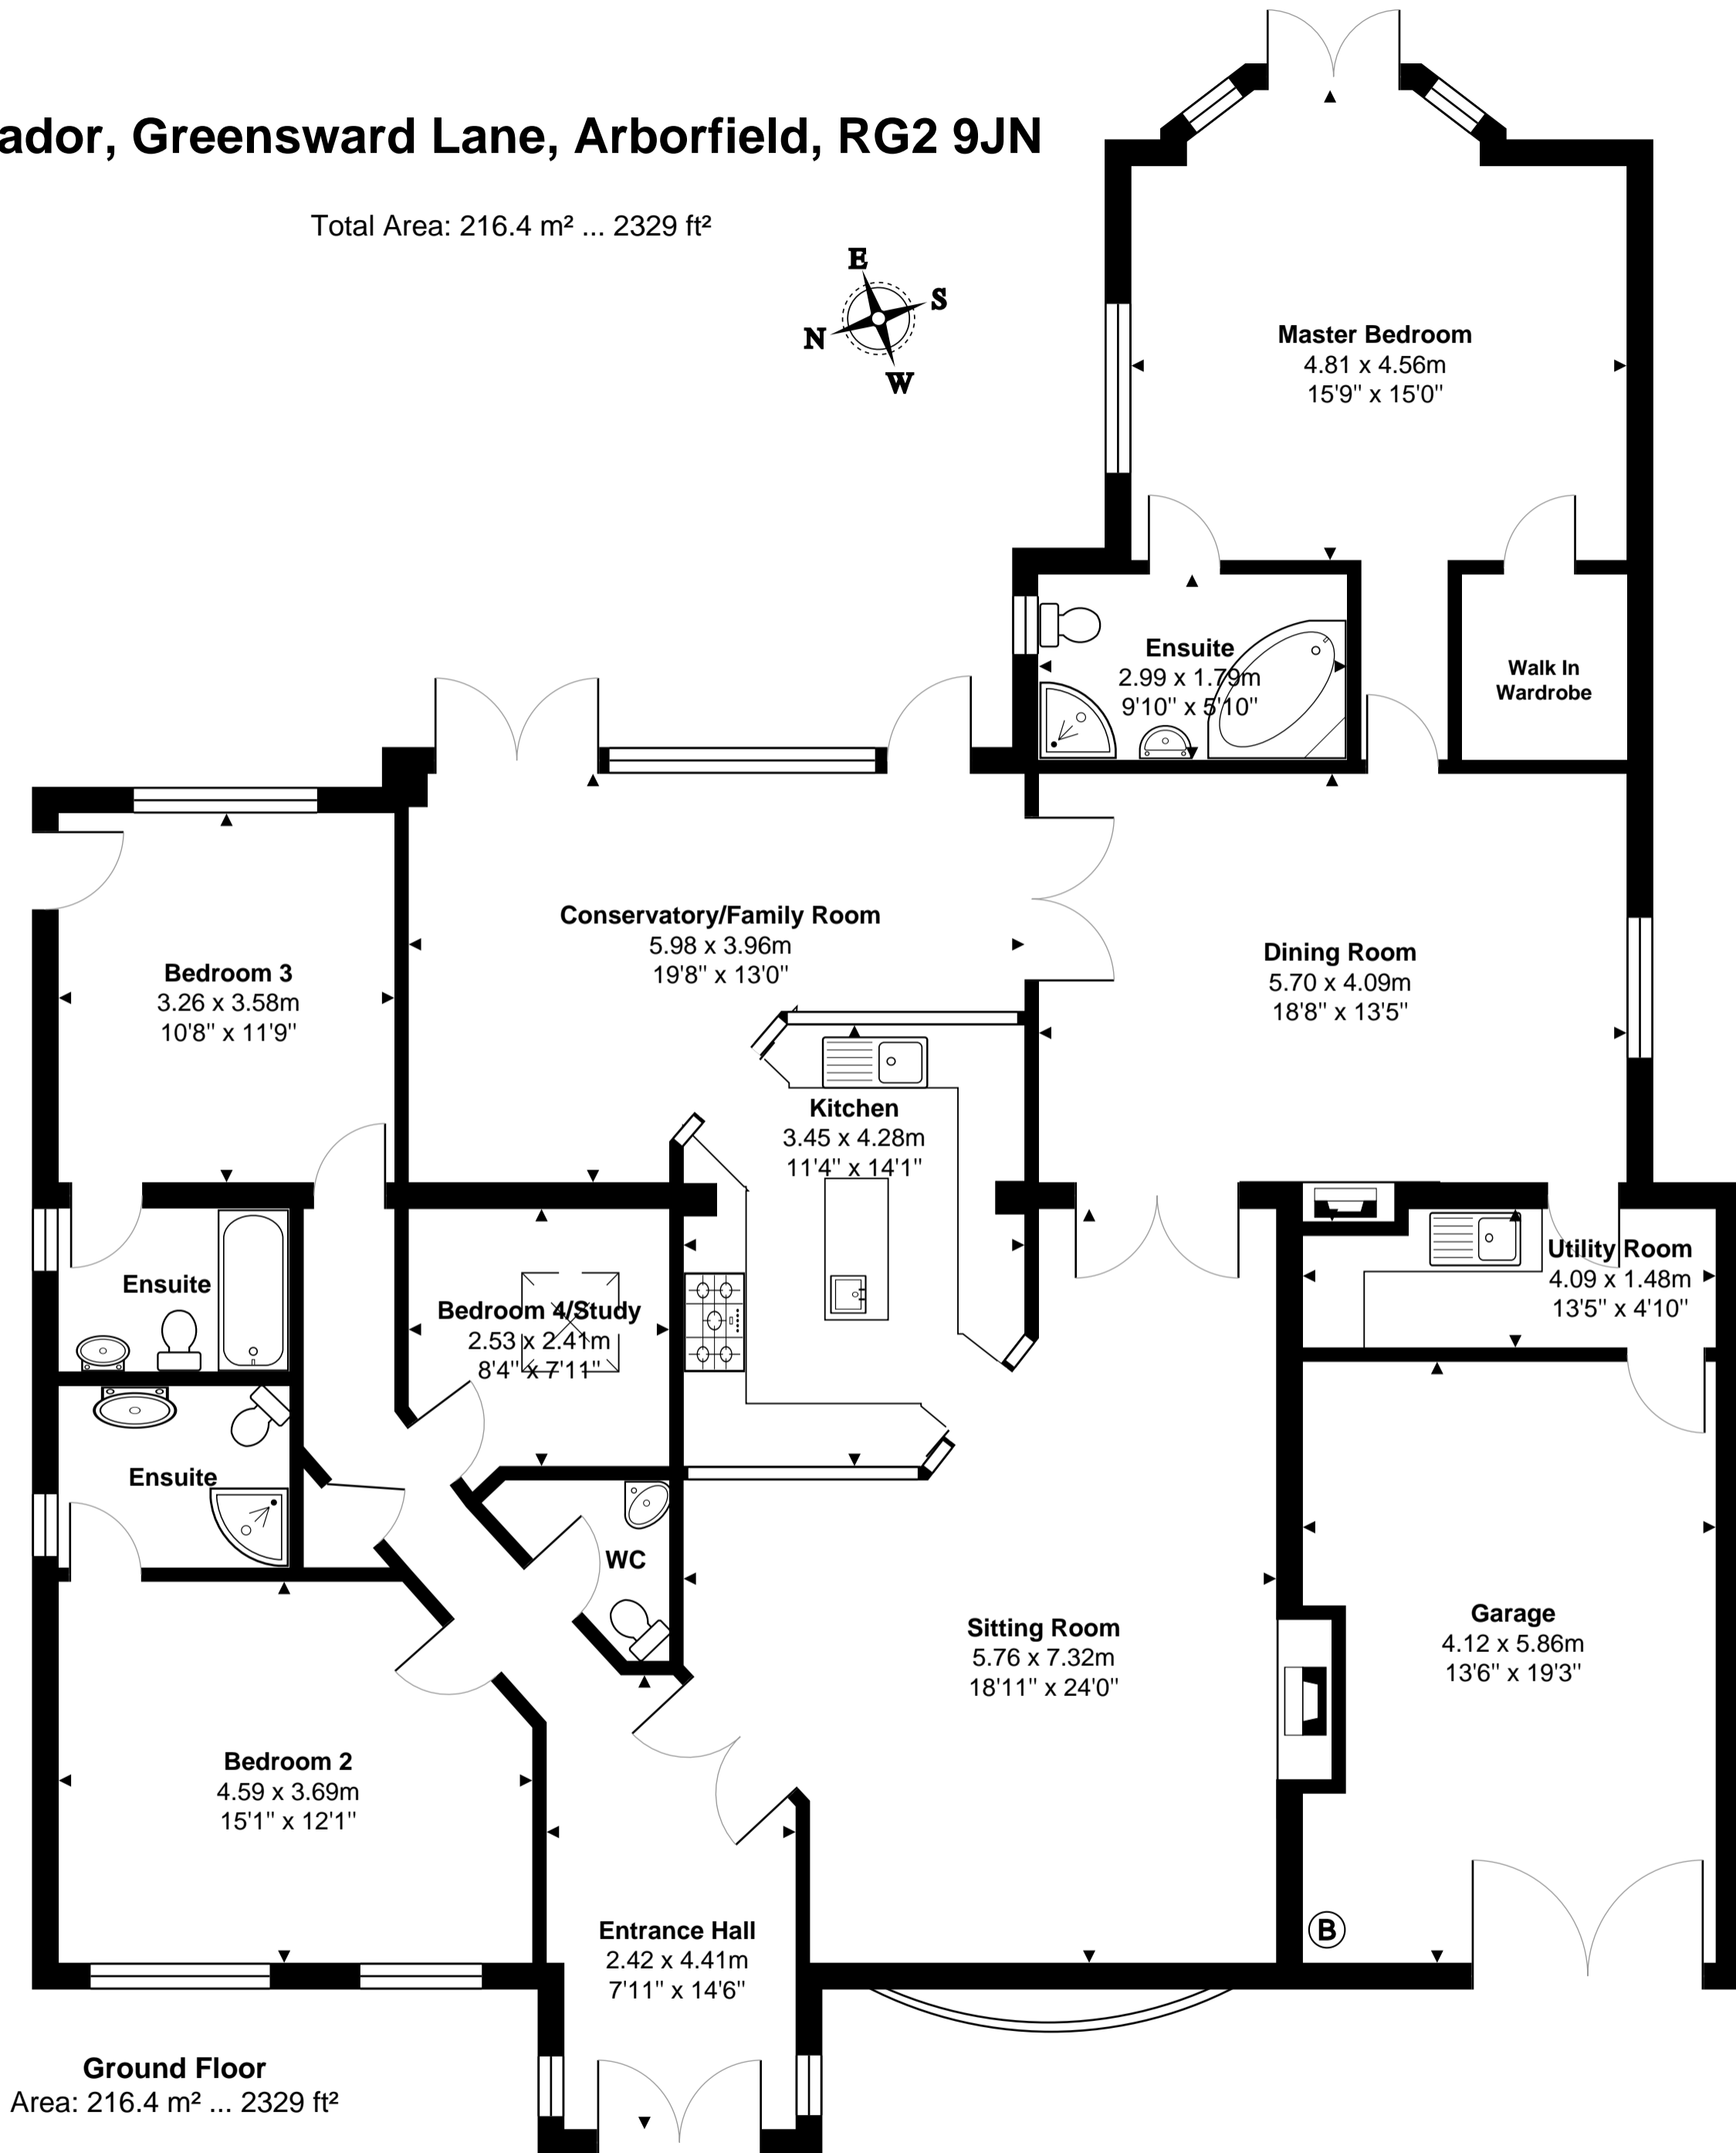 ador, Greensward Lane, Arborfield, RG2 9JN
Total Area: 216.4 m² ... 2329 ft²
E
S
N
W
Master Bedroom
4.81 x 4.56m
15'9" x 15'0"
Ensuite
2.99 x 1.79m
9'10" x 5'10"
Walk In
Wardrobe
Conservatory/Family Room
5.98 x 3.96m
19'8" x 13'0"
Dining Room
5.70 x 4.09m
18'8" x 13'5"
Bedroom 3
3.26 x 3.58m
10'8" x 11'9"
Kitchen
3.45 x 4.28m
11'4" x 14'1"
Utility Room
4.09 x 1.48m
13'5" x 4'10"
Ensuite
Bedroom 4/Study
2.53 x 2.41m
8'4" x 7'11"
Ensuite
WC
Sitting Room
5.76 x 7.32m
18'11" x 24'0"
Garage
4.12 x 5.86m
13'6" x 19'3"
Bedroom 2
4.59 x 3.69m
15'1" x 12'1"
Entrance Hall
2.42 x 4.41m
7'11" x 14'6"
B
Ground Floor
Area: 216.4 m² ... 2329 ft²